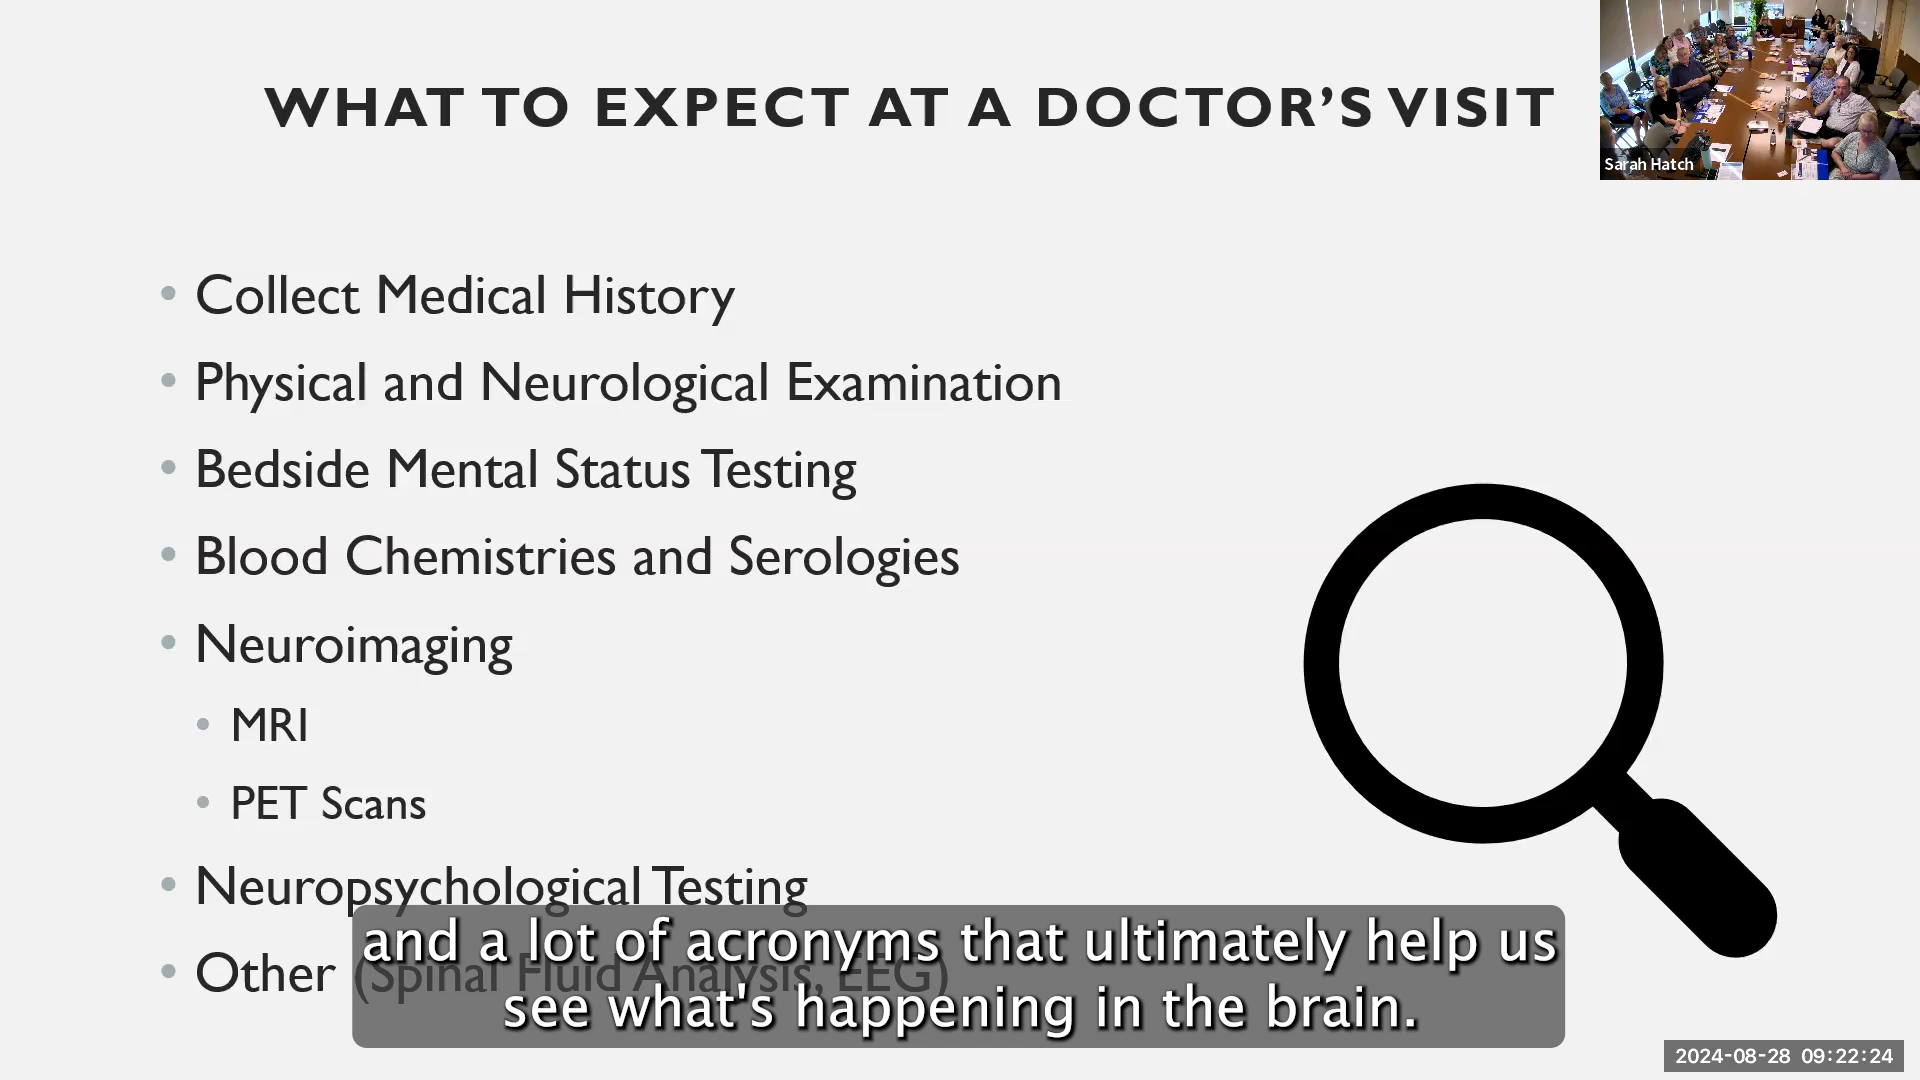 WHAT TO EXPECT AT A DOCTOR’S VISIT
Sarah Hatch
• Collect Medical History
• Physical and Neurological Examination
• Bedside Mental Status Testing
• Blood Chemistries and Serologies
• Neuroimaging
• MRI
• PET Scans
• Neuropsychological Testing
• Other (Spinal Fluid Analysis, EEG)
and a lot of acronyms that ultimately help us
see what's happening in the brain.
2024-08-28 09:22:24